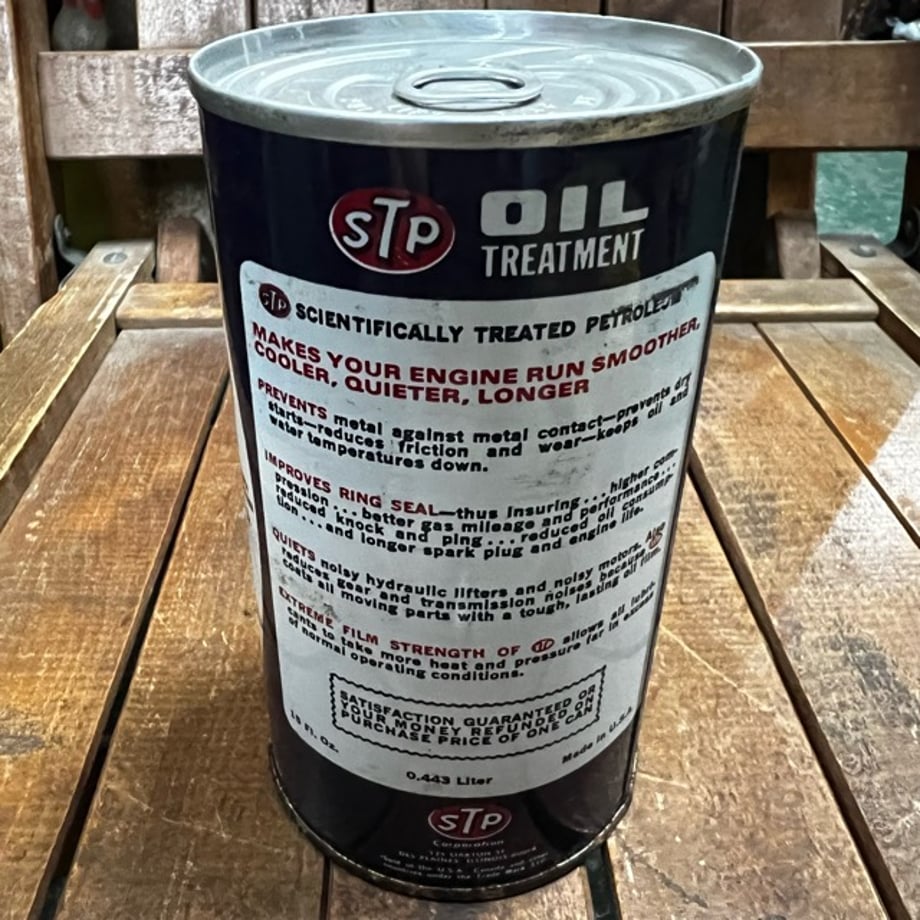 STP OIL
TREATMENT
STP SCIENTIFICALLY TREATED PETROLEUM
MAKES YOUR ENGINE RUN SMOOTHER,
COOLER, QUIETER, LONGER
PREVENTS metal against metal contact—prevents dry
starts—reduces friction and wear—keeps oil and
water temperatures down.
IMPROVES RING SEAL—thus insuring...higher com-
pression...better gas mileage and performance...
reduced knock and ping...reduced oil consump-
tion...and longer spark plug and engine life.
QUIETS noisy hydraulic lifters and noisy motors. Also
reduces gear and transmission noises because STP
coats all moving parts with a tough, lasting oil film.
EXTREME FILM STRENGTH OF STP allows all lubri-
cants to take more heat and pressure far in excess
of normal operating conditions.
SATISFACTION GUARANTEED OR
YOUR MONEY REFUNDED ON
PURCHASE PRICE OF ONE CAN
15 Fl. Oz.
0.443 Liter
Made in U.S.A.
STP
Corporation
DES PLAINES, ILLINOIS